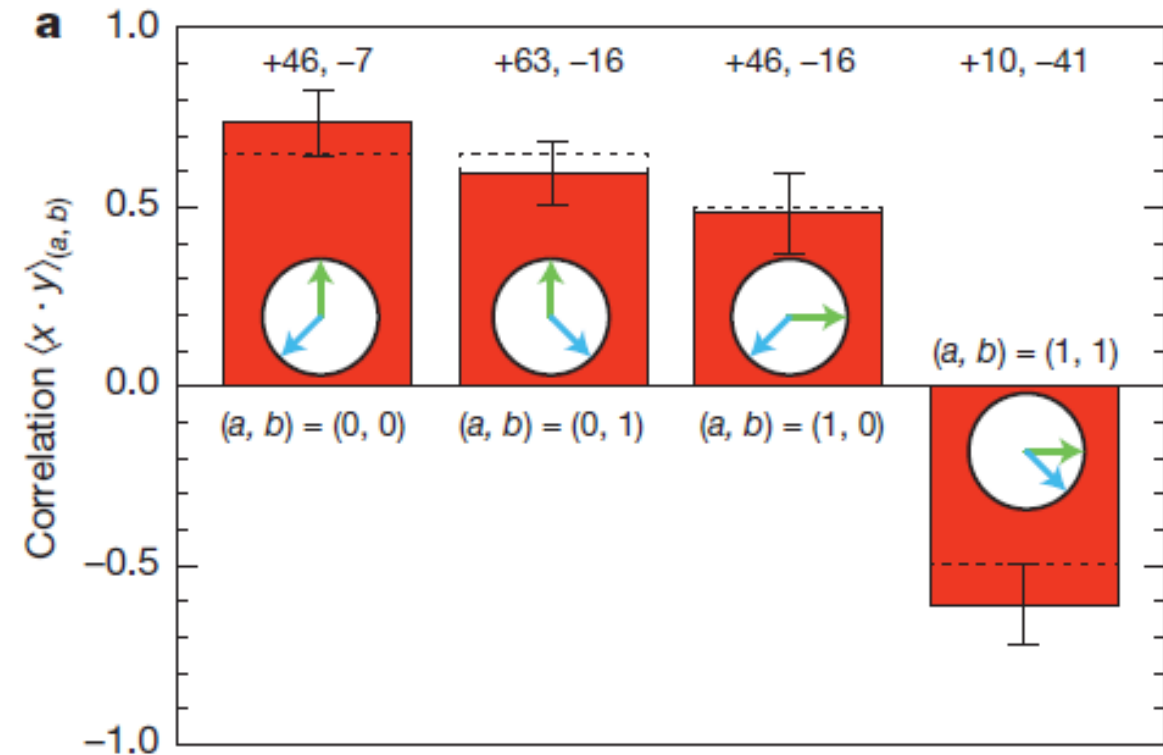 a
1.0
+46, –7
+63, –16
+46, –16
+10, –41
0.5
Correlation ⟨x · y⟩(a, b)
(a, b) = (1, 1)
0.0
(a, b) = (0, 0)
(a, b) = (0, 1)
(a, b) = (1, 0)
–0.5
–1.0